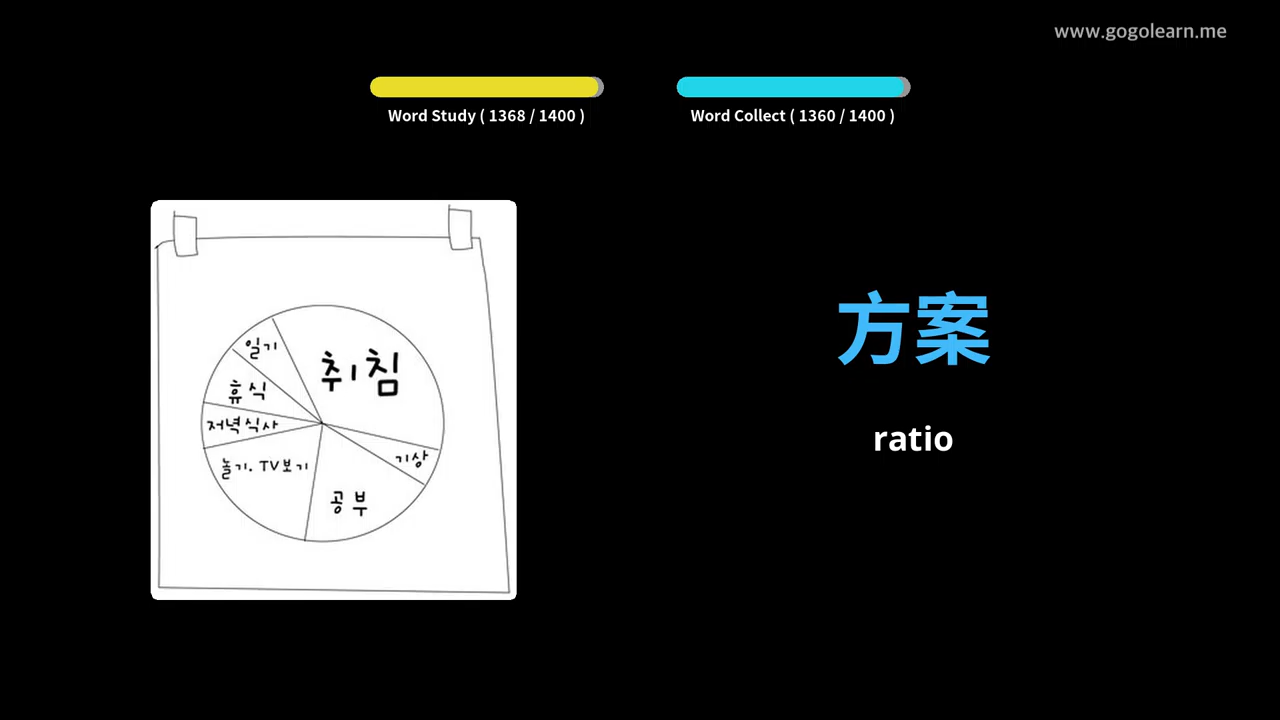 www.gogolearn.me
Word Study ( 1368 / 1400 )
Word Collect ( 1360 / 1400 )
일기
취침
휴식
저녁식사
기상
놀기. TV보기
공부
方案
ratio